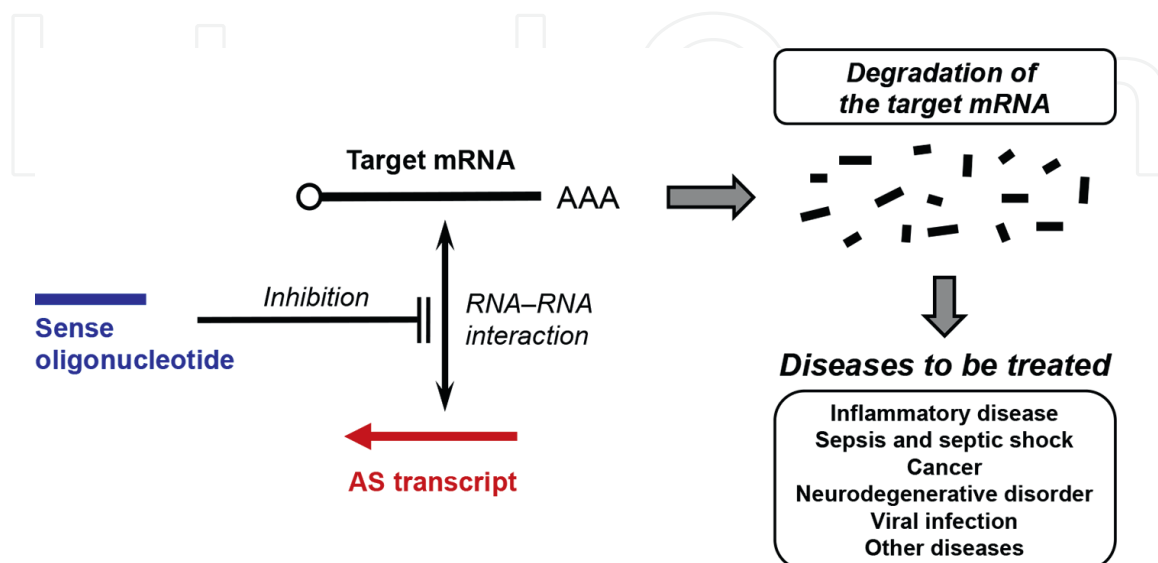 Degradation of
the target mRNA
Target mRNA
AAA
Inhibition
RNA–RNA
interaction
Sense
oligonucleotide
AS transcript
Diseases to be treated
Inflammatory disease
Sepsis and septic shock
Cancer
Neurodegenerative disorder
Viral infection
Other diseases